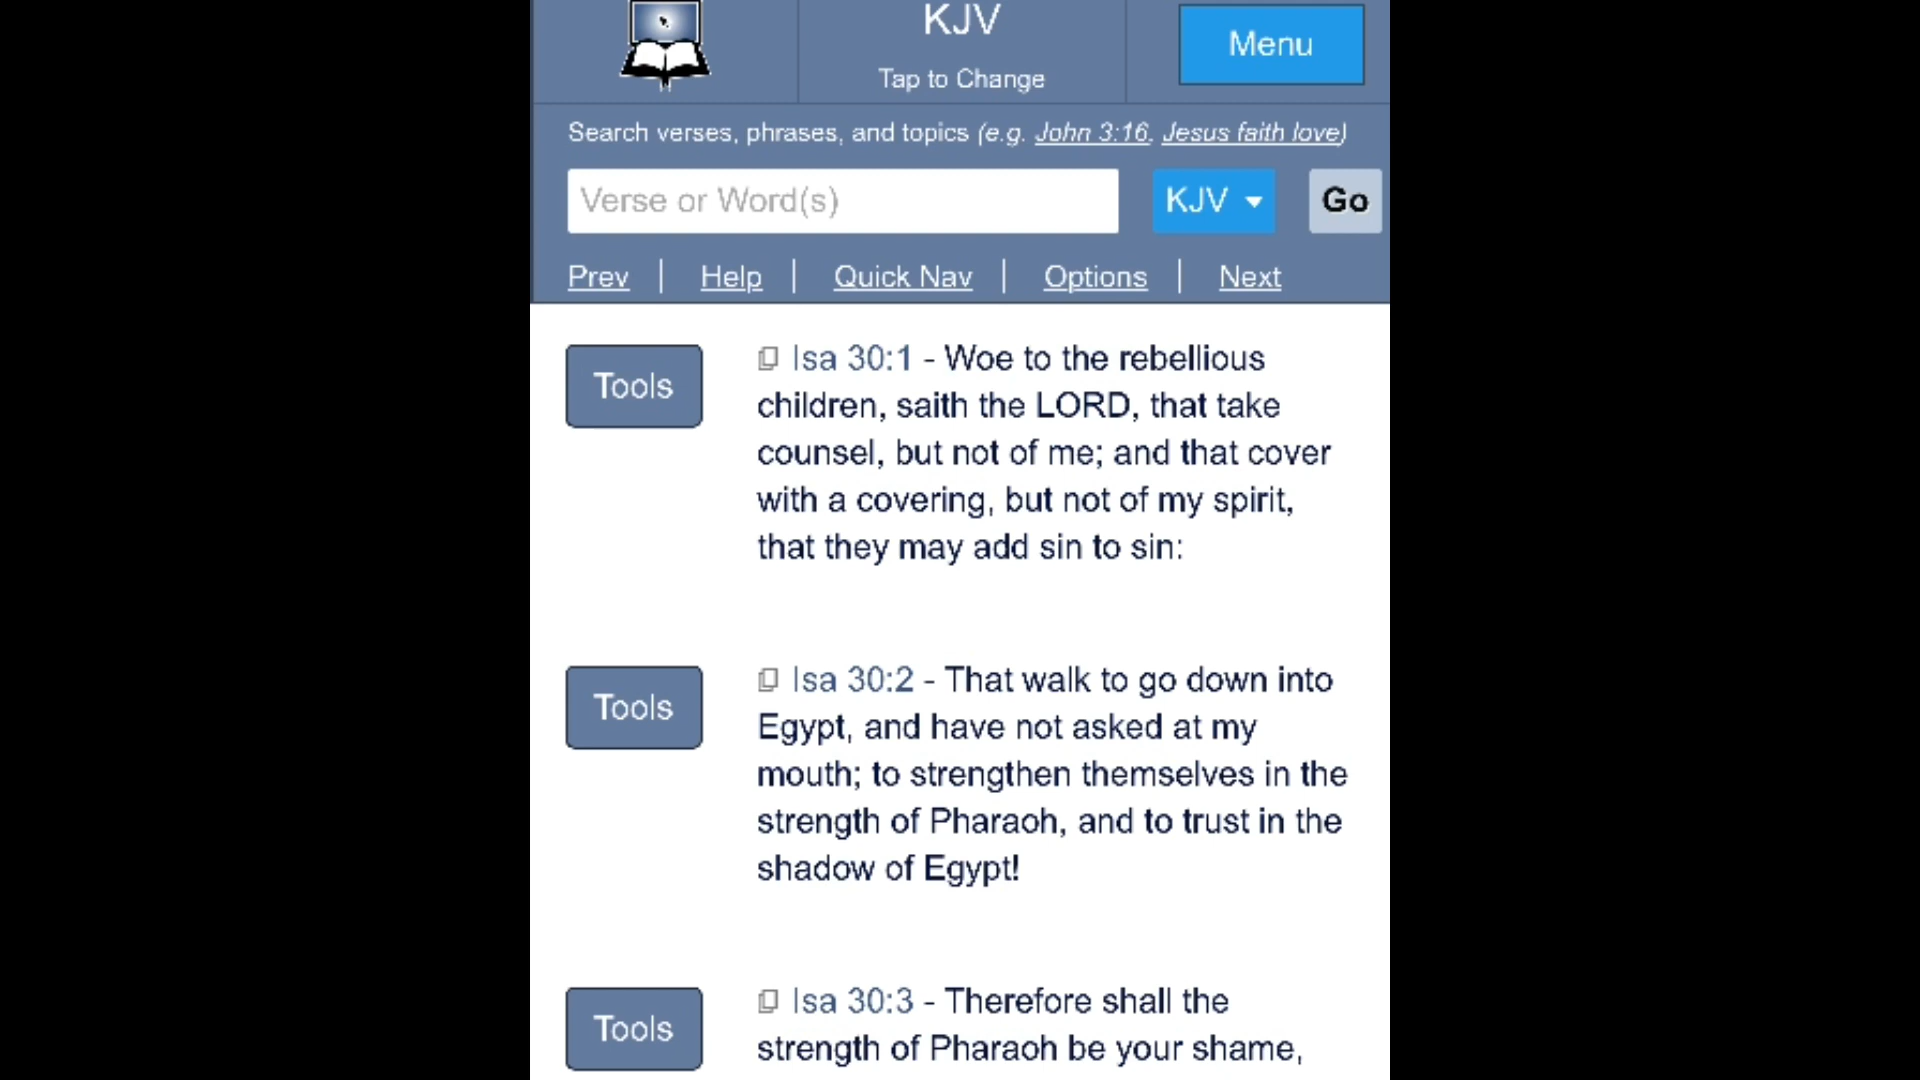 KJV
Tap to Change
Menu
Search verses, phrases, and topics (e.g. John 3:16, Jesus faith love)
Verse or Word(s)
KJV
Go
Prev | Help | Quick Nav | Options | Next
Tools
Isa 30:1 - Woe to the rebellious
children, saith the LORD, that take
counsel, but not of me; and that cover
with a covering, but not of my spirit,
that they may add sin to sin:
Tools
Isa 30:2 - That walk to go down into
Egypt, and have not asked at my
mouth; to strengthen themselves in the
strength of Pharaoh, and to trust in the
shadow of Egypt!
Tools
Isa 30:3 - Therefore shall the
strength of Pharaoh be your shame,